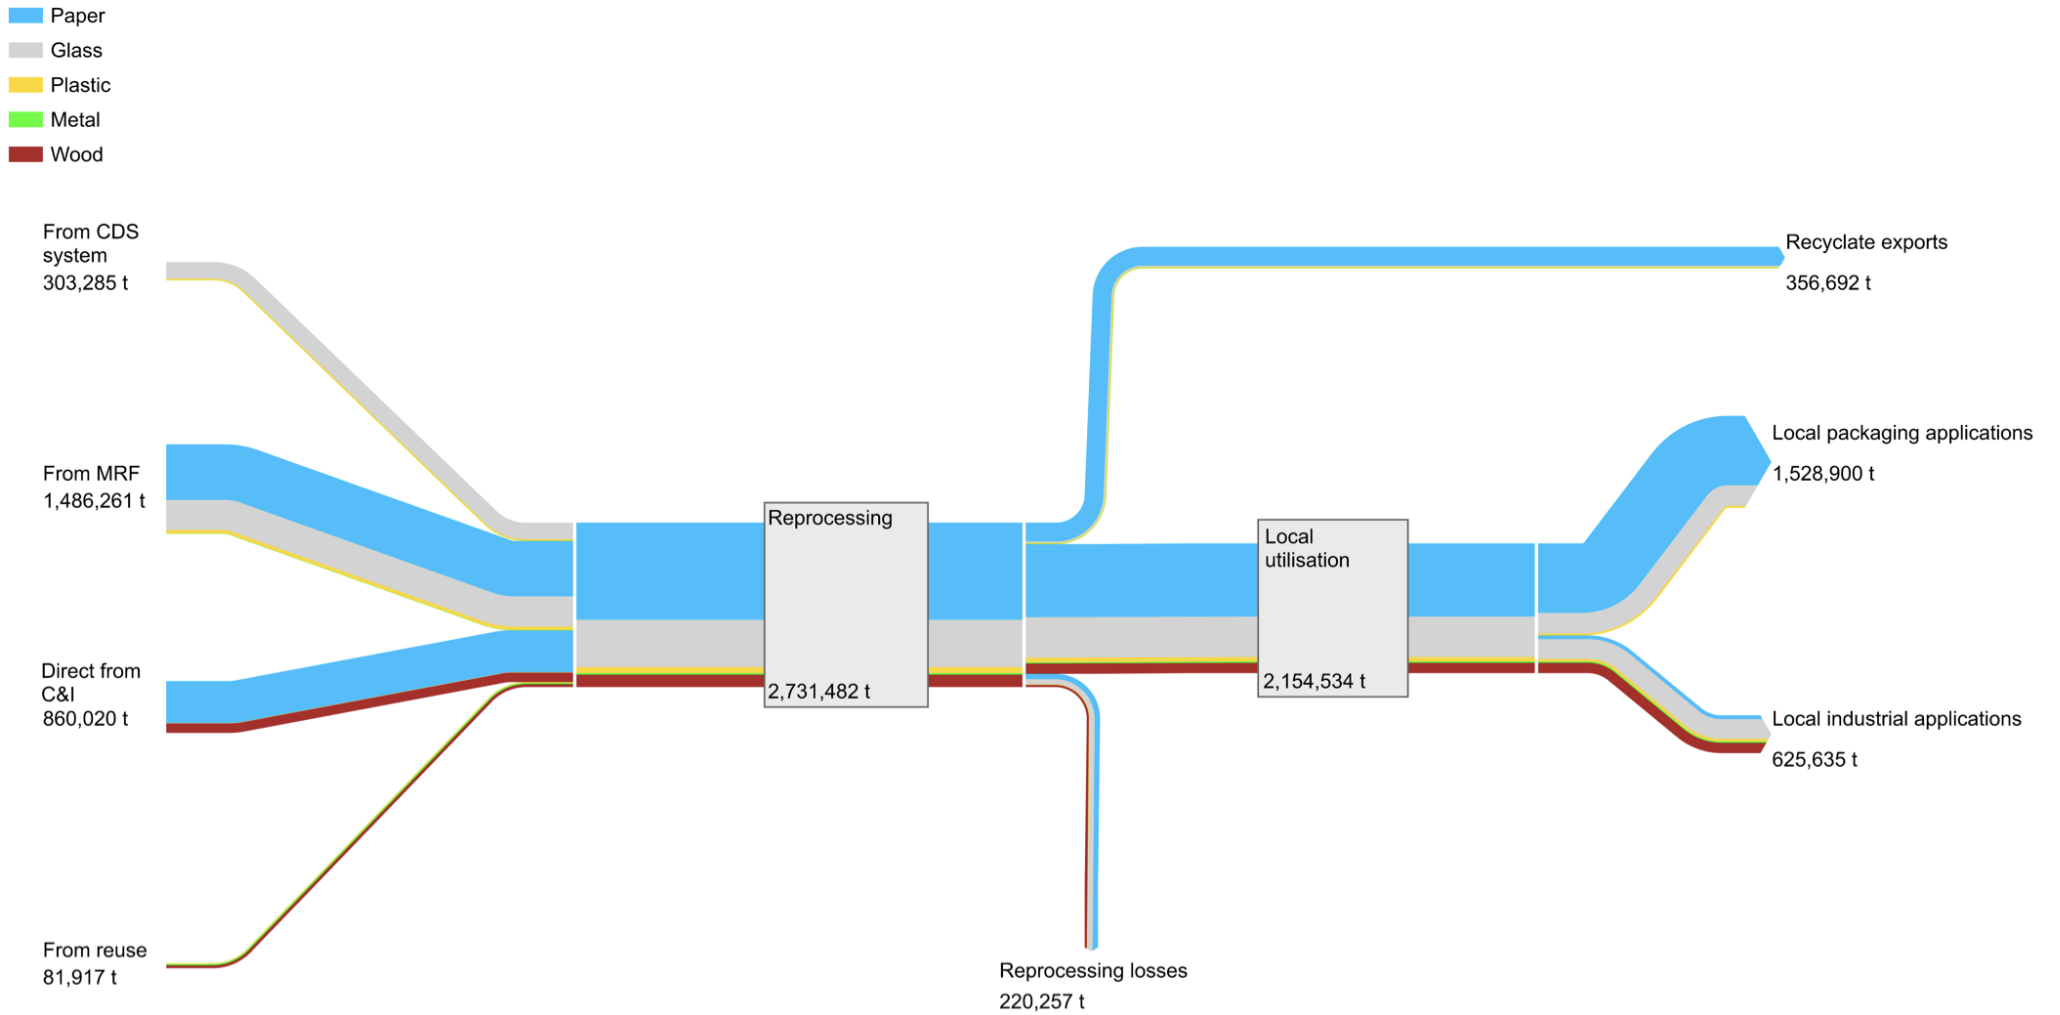 Paper
Glass
Plastic
Metal
Wood
From CDS
system
303,285 t
From MRF
1,486,261 t
Direct from
C&I
860,020 t
From reuse
81,917 t
Reprocessing
2,731,482 t
Reprocessing losses
220,257 t
Local
utilisation
2,154,534 t
Recyclate exports
356,692 t
Local packaging applications
1,528,900 t
Local industrial applications
625,635 t